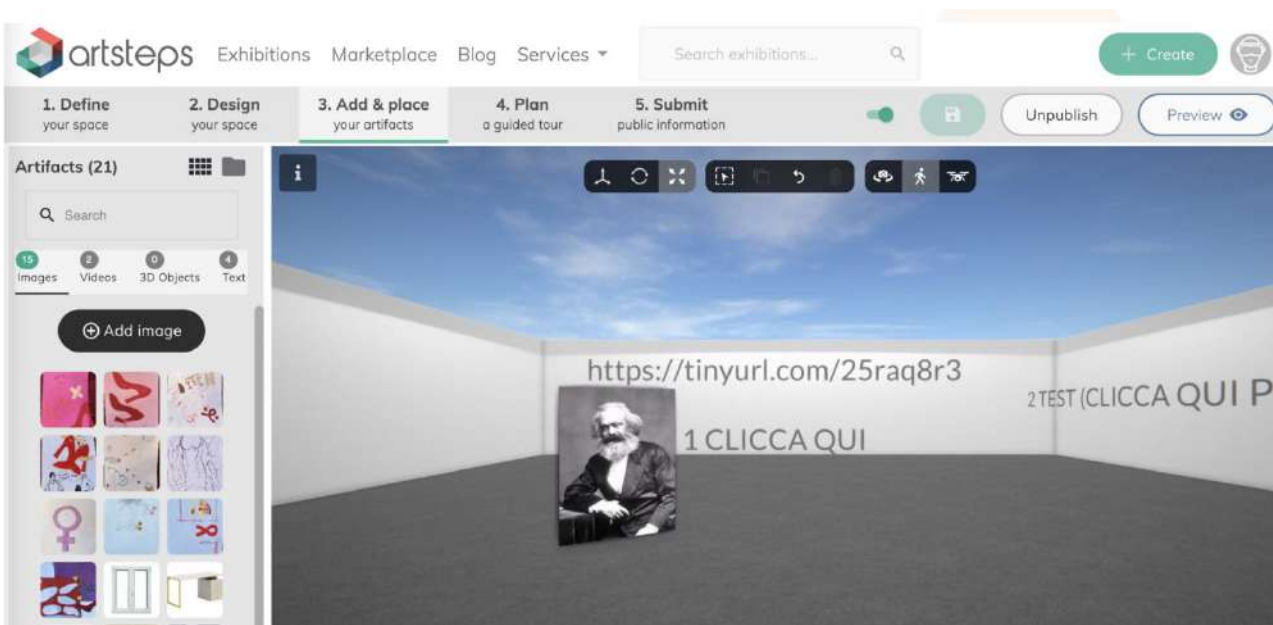 artsteps Exhibitions Marketplace Blog Services Search exhibitions... + Create
1. Define 2. Design 3. Add & place 4. Plan 5. Submit
your space your space your artifacts a guided tour public information Unpublish Preview
Artifacts (21) i
Search
15 2 0 4
Images Videos 3D Objects Text
Add image
https://tinyurl.com/25raq8r3
2 TEST (CLICCA QUI P
1 CLICCA QUI